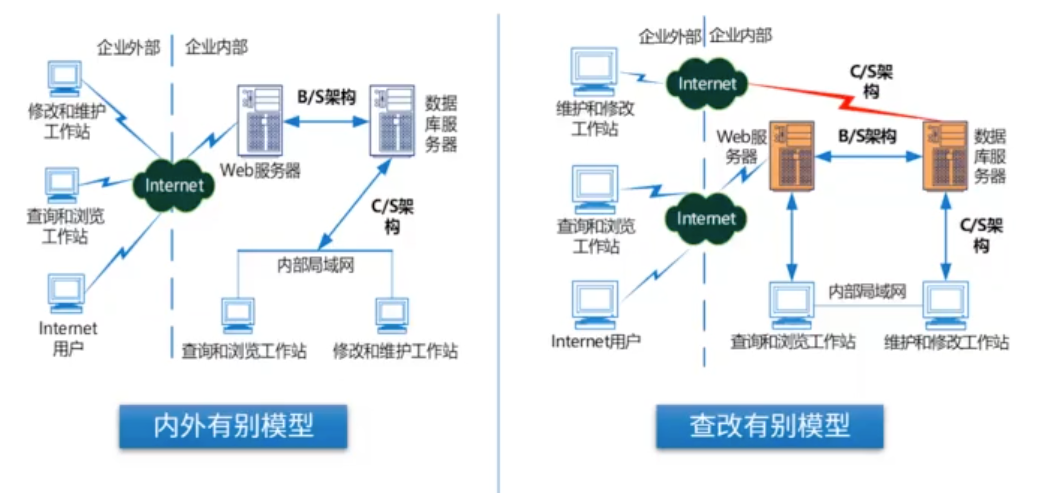 企业外部
企业内部
修改和维护
工作站
B/S架构
数据
库服
务器
Web服务器
Internet
查询和浏览
工作站
C/S架
构
内部局域网
Internet
用户
查询和浏览工作站
修改和维护工作站
内外有别模型
企业外部
企业内部
Internet
C/S架
构
维护和修改
工作站
Web服
务器
B/S架构
数据
库服
务器
查询和浏览
工作站
Internet
C/S架
构
内部局域网
Internet用户
查询和浏览工作站
维护和修改工作站
查改有别模型